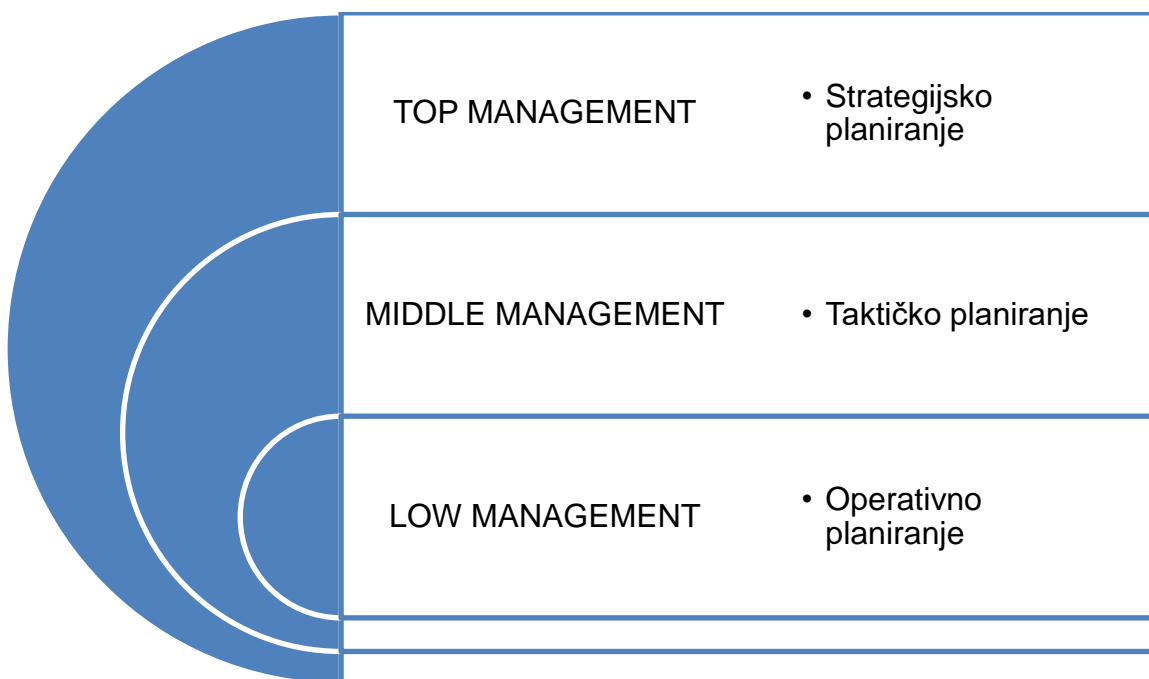 TOP MANAGEMENT
• Strategijsko
planiranje
MIDDLE MANAGEMENT
• Taktičko planiranje
LOW MANAGEMENT
• Operativno
planiranje